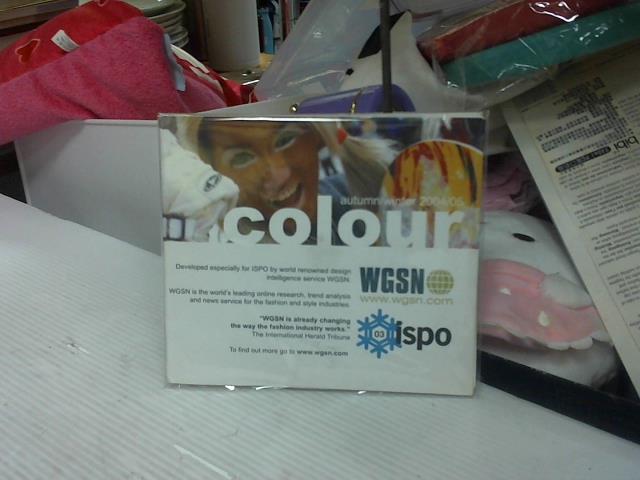 autumn/winter 2004/05
colour
Developed especially for ISPO by world renowned design
intelligence service WGSN.
WGSN is the world's leading online research, trend analysis
and news service for the fashion and style industries.
"WGSN is already changing
the way the fashion industry works."
The International Herald Tribune
To find out more go to www.wgsn.com
WGSN
www.wgsn.com
03 ispo
bibi